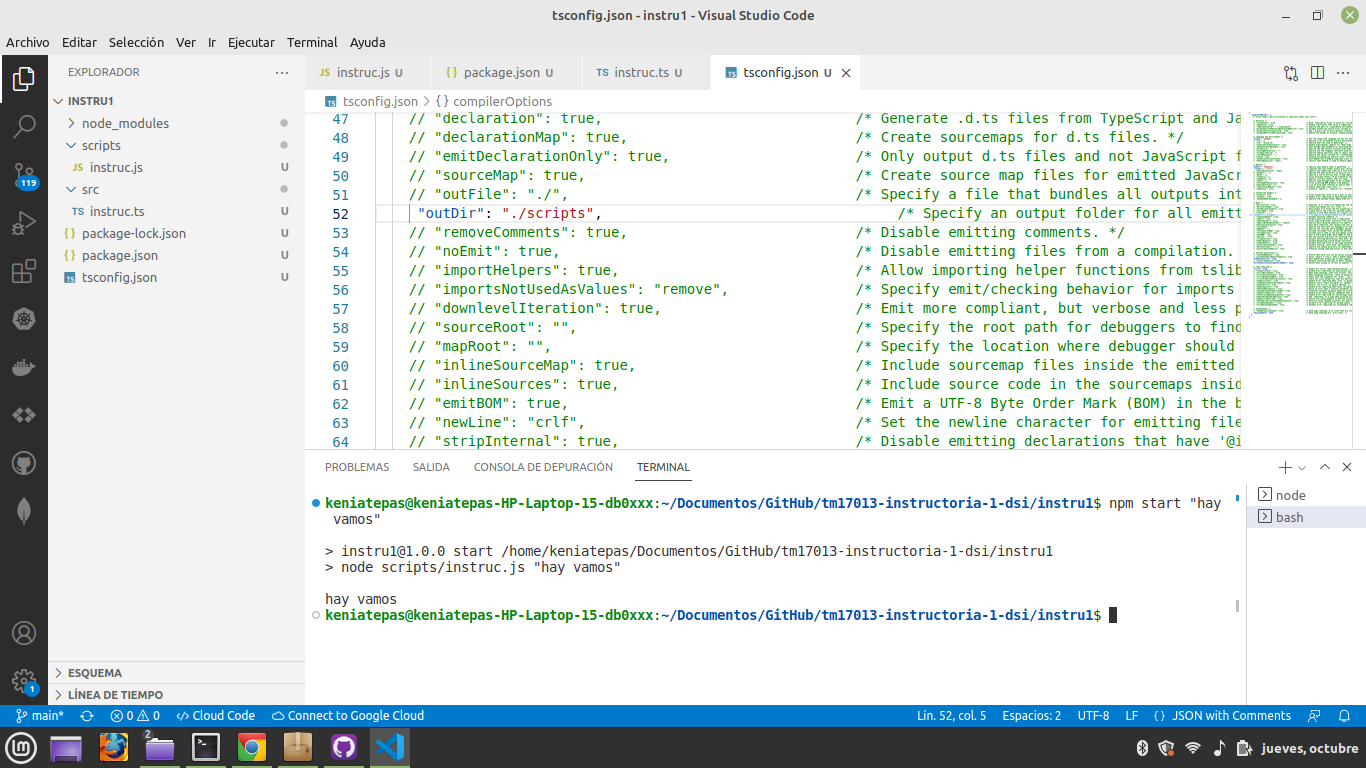 tsconfig.json - instru1 - Visual Studio Code
Archivo Editar Selección Ver Ir Ejecutar Terminal Ayuda
EXPLORADOR
INSTRU1
node_modules
scripts
instruc.js U
src
TS instruc.ts U
{} package-lock.json U
{} package.json U
TS tsconfig.json U
ESQUEMA
LÍNEA DE TIEMPO
119
1
JS instruc.js U {} package.json U TS instruc.ts U TS tsconfig.json U
TS tsconfig.json > {} compilerOptions
47 // "declaration": true, /* Generate .d.ts files from TypeScript and Ja
48 // "declarationMap": true, /* Create sourcemaps for d.ts files. */
49 // "emitDeclarationOnly": true, /* Only output d.ts files and not JavaScript f
50 // "sourceMap": true, /* Create source map files for emitted JavaScr
51 // "outFile": "./", /* Specify a file that bundles all outputs int
52 "outDir": "./scripts", /* Specify an output folder for all emitt
53 // "removeComments": true, /* Disable emitting comments. */
54 // "noEmit": true, /* Disable emitting files from a compilation.
55 // "importHelpers": true, /* Allow importing helper functions from tslib
56 // "importsNotUsedAsValues": "remove", /* Specify emit/checking behavior for imports
57 // "downlevelIteration": true, /* Emit more compliant, but verbose and less p
58 // "sourceRoot": "", /* Specify the root path for debuggers to find
59 // "mapRoot": "", /* Specify the location where debugger should
60 // "inlineSourceMap": true, /* Include sourcemap files inside the emitted
61 // "inlineSources": true, /* Include source code in the sourcemaps insid
62 // "emitBOM": true, /* Emit a UTF-8 Byte Order Mark (BOM) in the b
63 // "newLine": "crlf", /* Set the newline character for emitting file
64 // "stripInternal": true, /* Disable emitting declarations that have '@i
PROBLEMAS SALIDA CONSOLA DE DEPURACIÓN TERMINAL
keniatepas@keniatepas-HP-Laptop-15-db0xxx:~/Documentos/GitHub/tm17013-instructoria-1-dsi/instru1$ npm start "hay
vamos"
> instru1@1.0.0 start /home/keniatepas/Documentos/GitHub/tm17013-instructoria-1-dsi/instru1
> node scripts/instruc.js "hay vamos"
hay vamos
keniatepas@keniatepas-HP-Laptop-15-db0xxx:~/Documentos/GitHub/tm17013-instructoria-1-dsi/instru1$
node
bash
main* 0 0 Cloud Code Connect to Google Cloud Lín. 52, col. 5 Espacios: 2 UTF-8 LF {} JSON with Comments
2
jueves, octubre